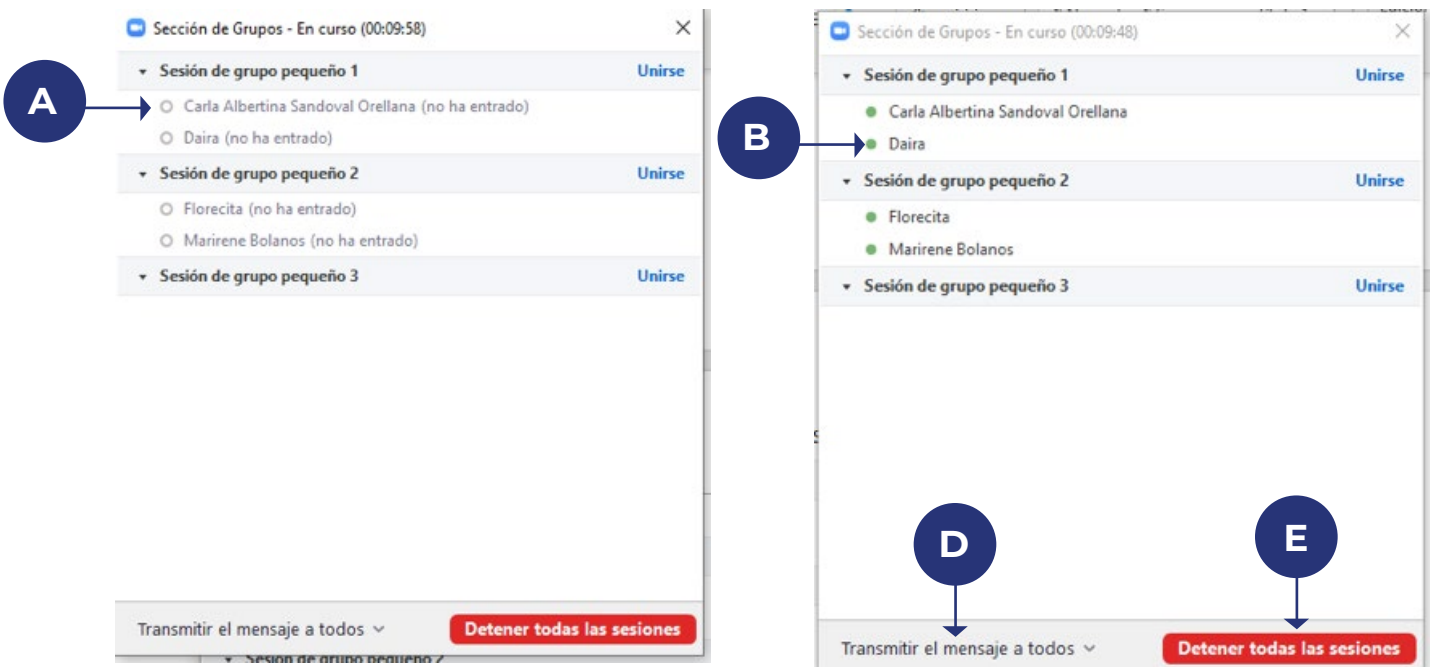 Sección de Grupos - En curso (00:09:58)
Sesión de grupo pequeño 1 Unirse
A
Carla Albertina Sandoval Orellana (no ha entrado)
Daira (no ha entrado)
Sesión de grupo pequeño 2 Unirse
Florecita (no ha entrado)
Marirene Bolanos (no ha entrado)
Sesión de grupo pequeño 3 Unirse
Transmitir el mensaje a todos Detener todas las sesiones
Sesión de grupo pequeño 2
Sección de Grupos - En curso (00:09:48)
Sesión de grupo pequeño 1 Unirse
Carla Albertina Sandoval Orellana
B
Daira
Sesión de grupo pequeño 2 Unirse
Florecita
Marirene Bolanos
Sesión de grupo pequeño 3 Unirse
D
E
Transmitir el mensaje a todos Detener todas las sesiones